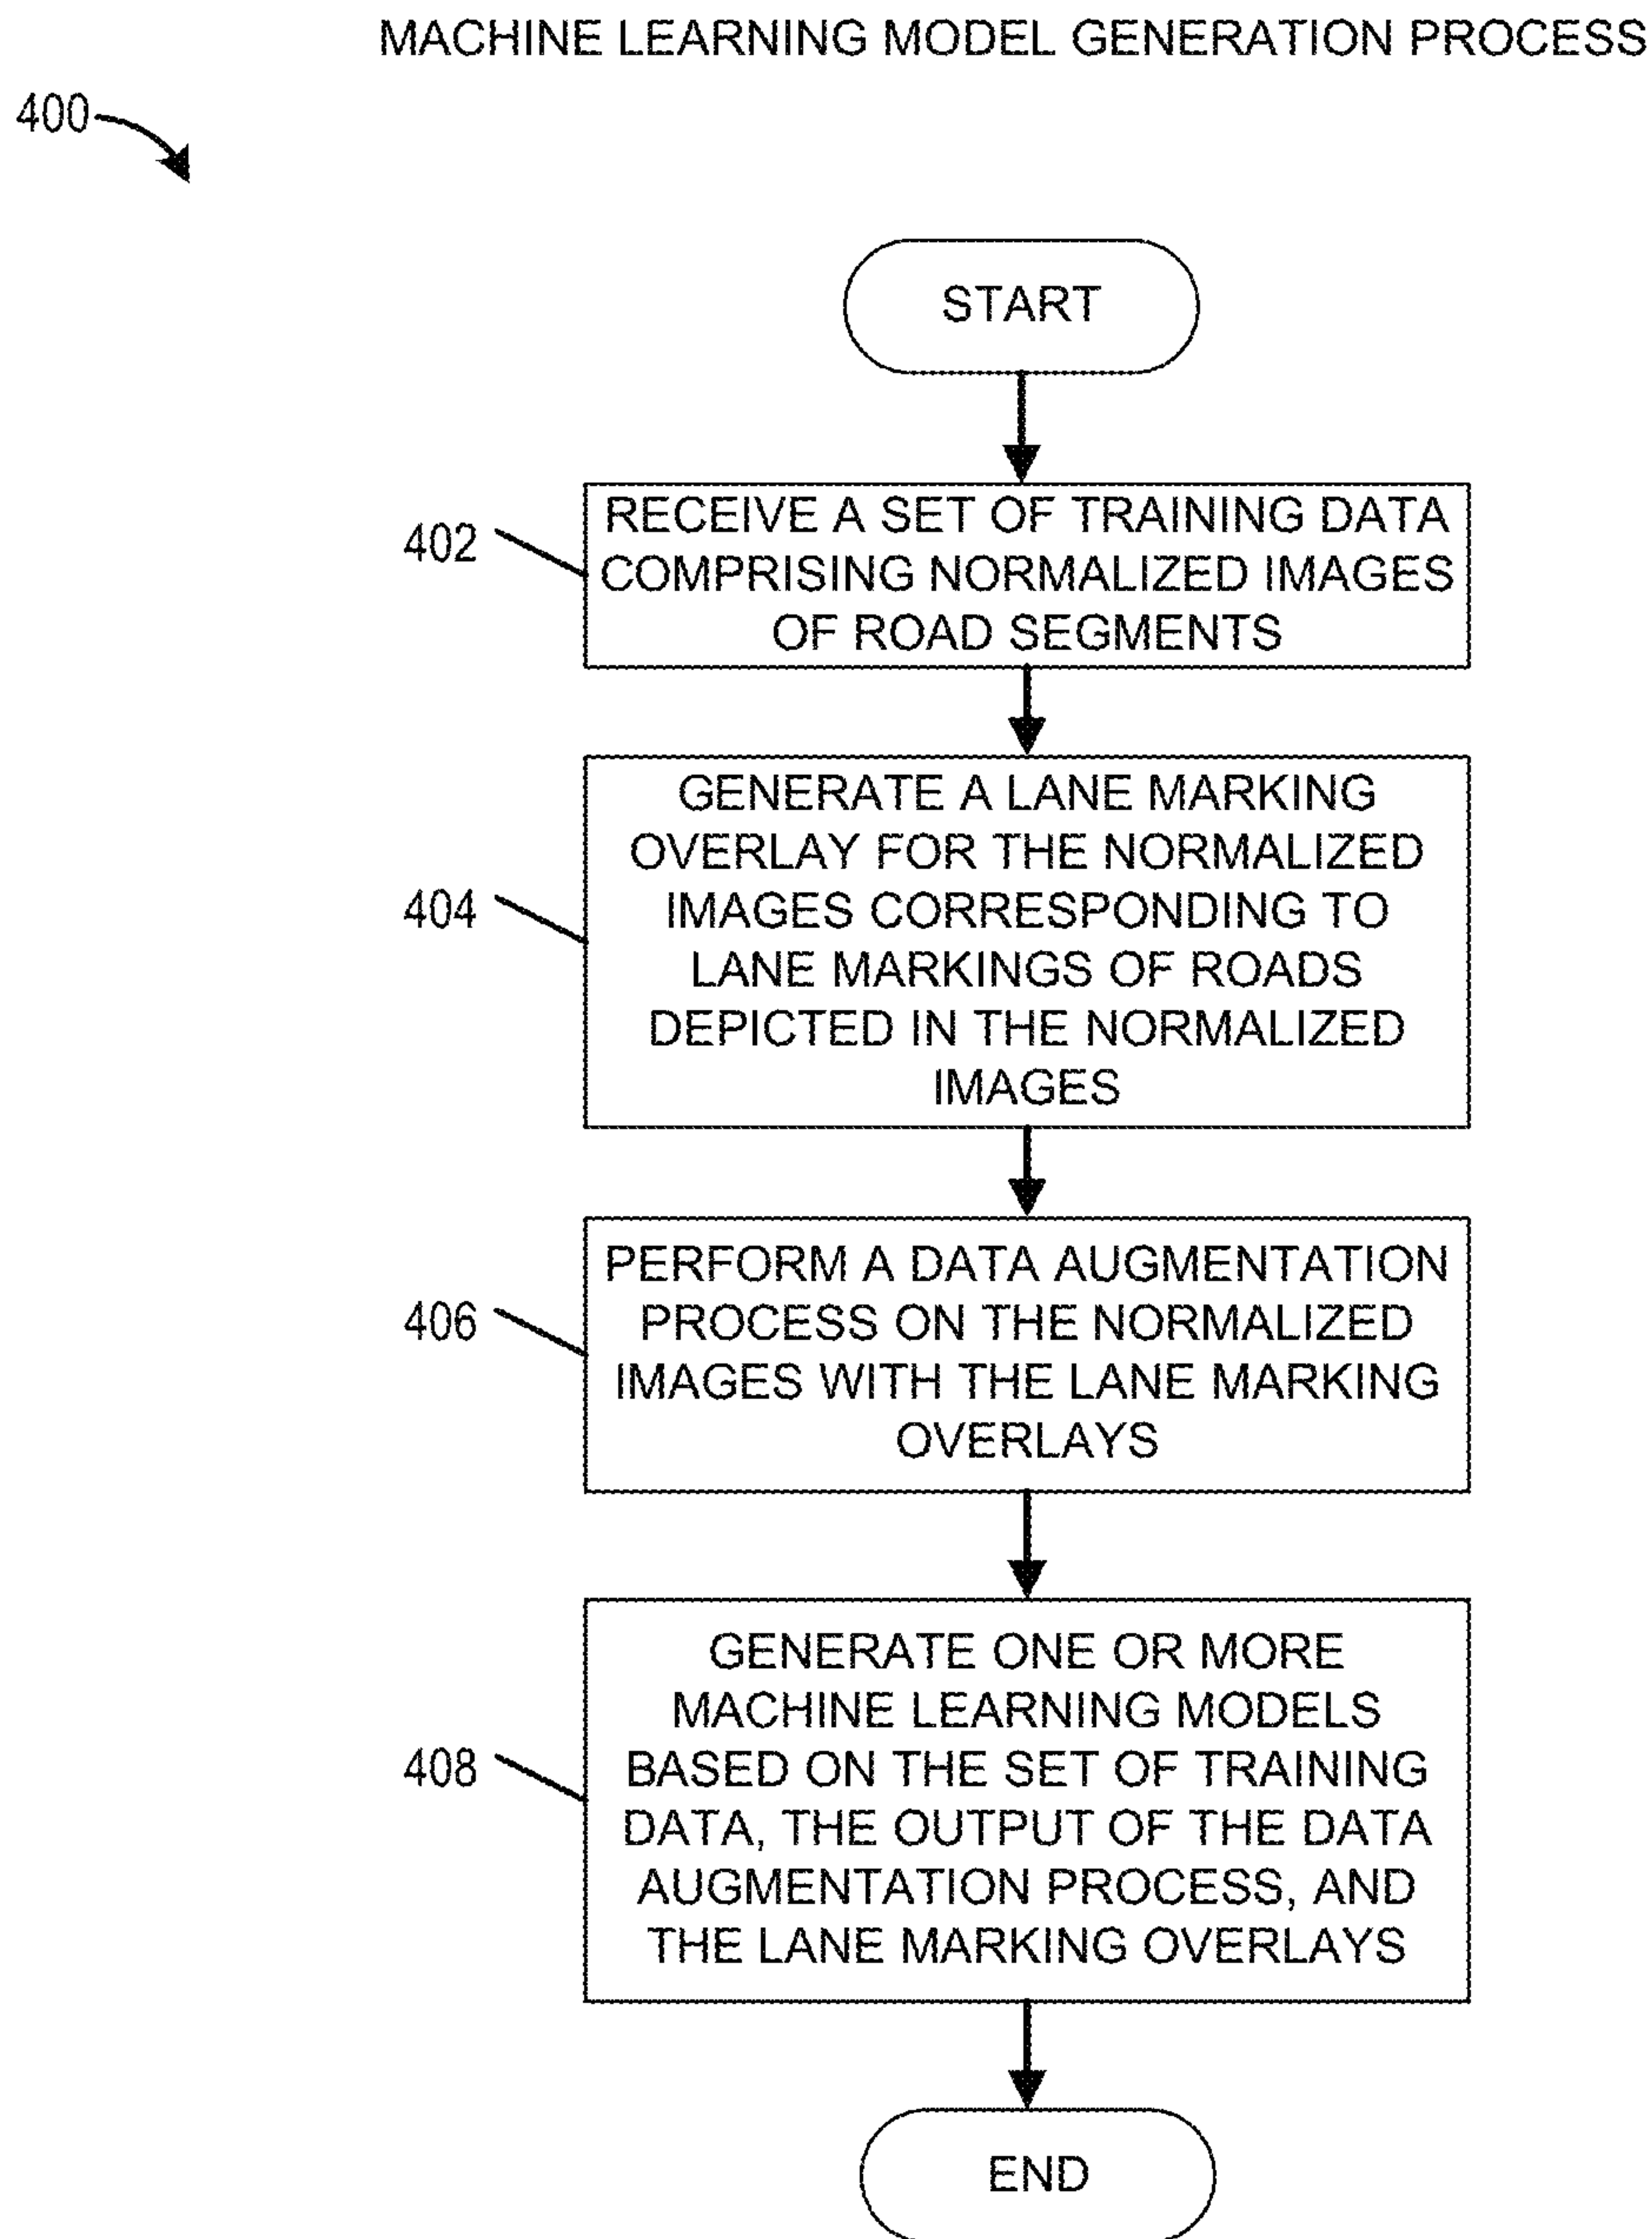 MACHINE LEARNING MODEL GENERATION PROCESS
400
START
402
RECEIVE A SET OF TRAINING DATA
COMPRISING NORMALIZED IMAGES
OF ROAD SEGMENTS
404
GENERATE A LANE MARKING
OVERLAY FOR THE NORMALIZED
IMAGES CORRESPONDING TO
LANE MARKINGS OF ROADS
DEPICTED IN THE NORMALIZED
IMAGES
406
PERFORM A DATA AUGMENTATION
PROCESS ON THE NORMALIZED
IMAGES WITH THE LANE MARKING
OVERLAYS
408
GENERATE ONE OR MORE
MACHINE LEARNING MODELS
BASED ON THE SET OF TRAINING
DATA, THE OUTPUT OF THE DATA
AUGMENTATION PROCESS, AND
THE LANE MARKING OVERLAYS
END